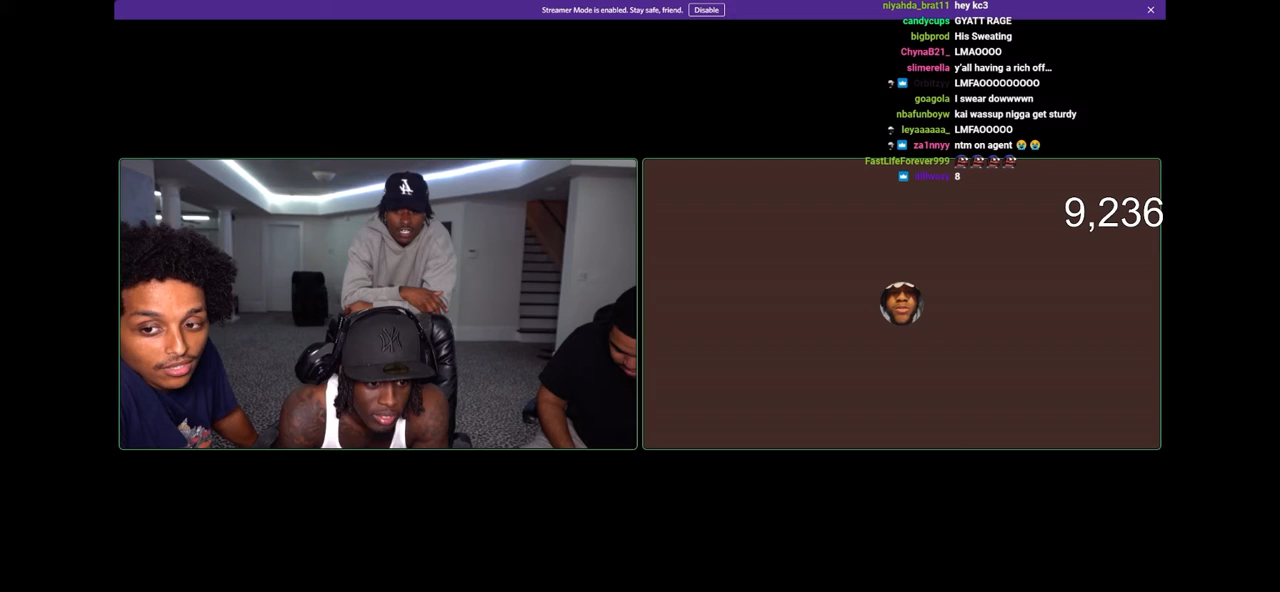 Streamer Mode is enabled. Stay safe, friend. Disable
niyahda_brat11 hey kc3
candycups GYATT RAGE
bigbprod His Sweating
ChynaB21_ LMAOOOO
slimerella y'all having a rich off...
LMFAOOOOOOOOO
goagola I swear dowwwwn
nbafunboyw kai wassup nigga get sturdy
leyaaaaaa_ LMFAOOOOO
za1nnyy ntm on agent 😭 😭
FastLifeForever999
8
9,236